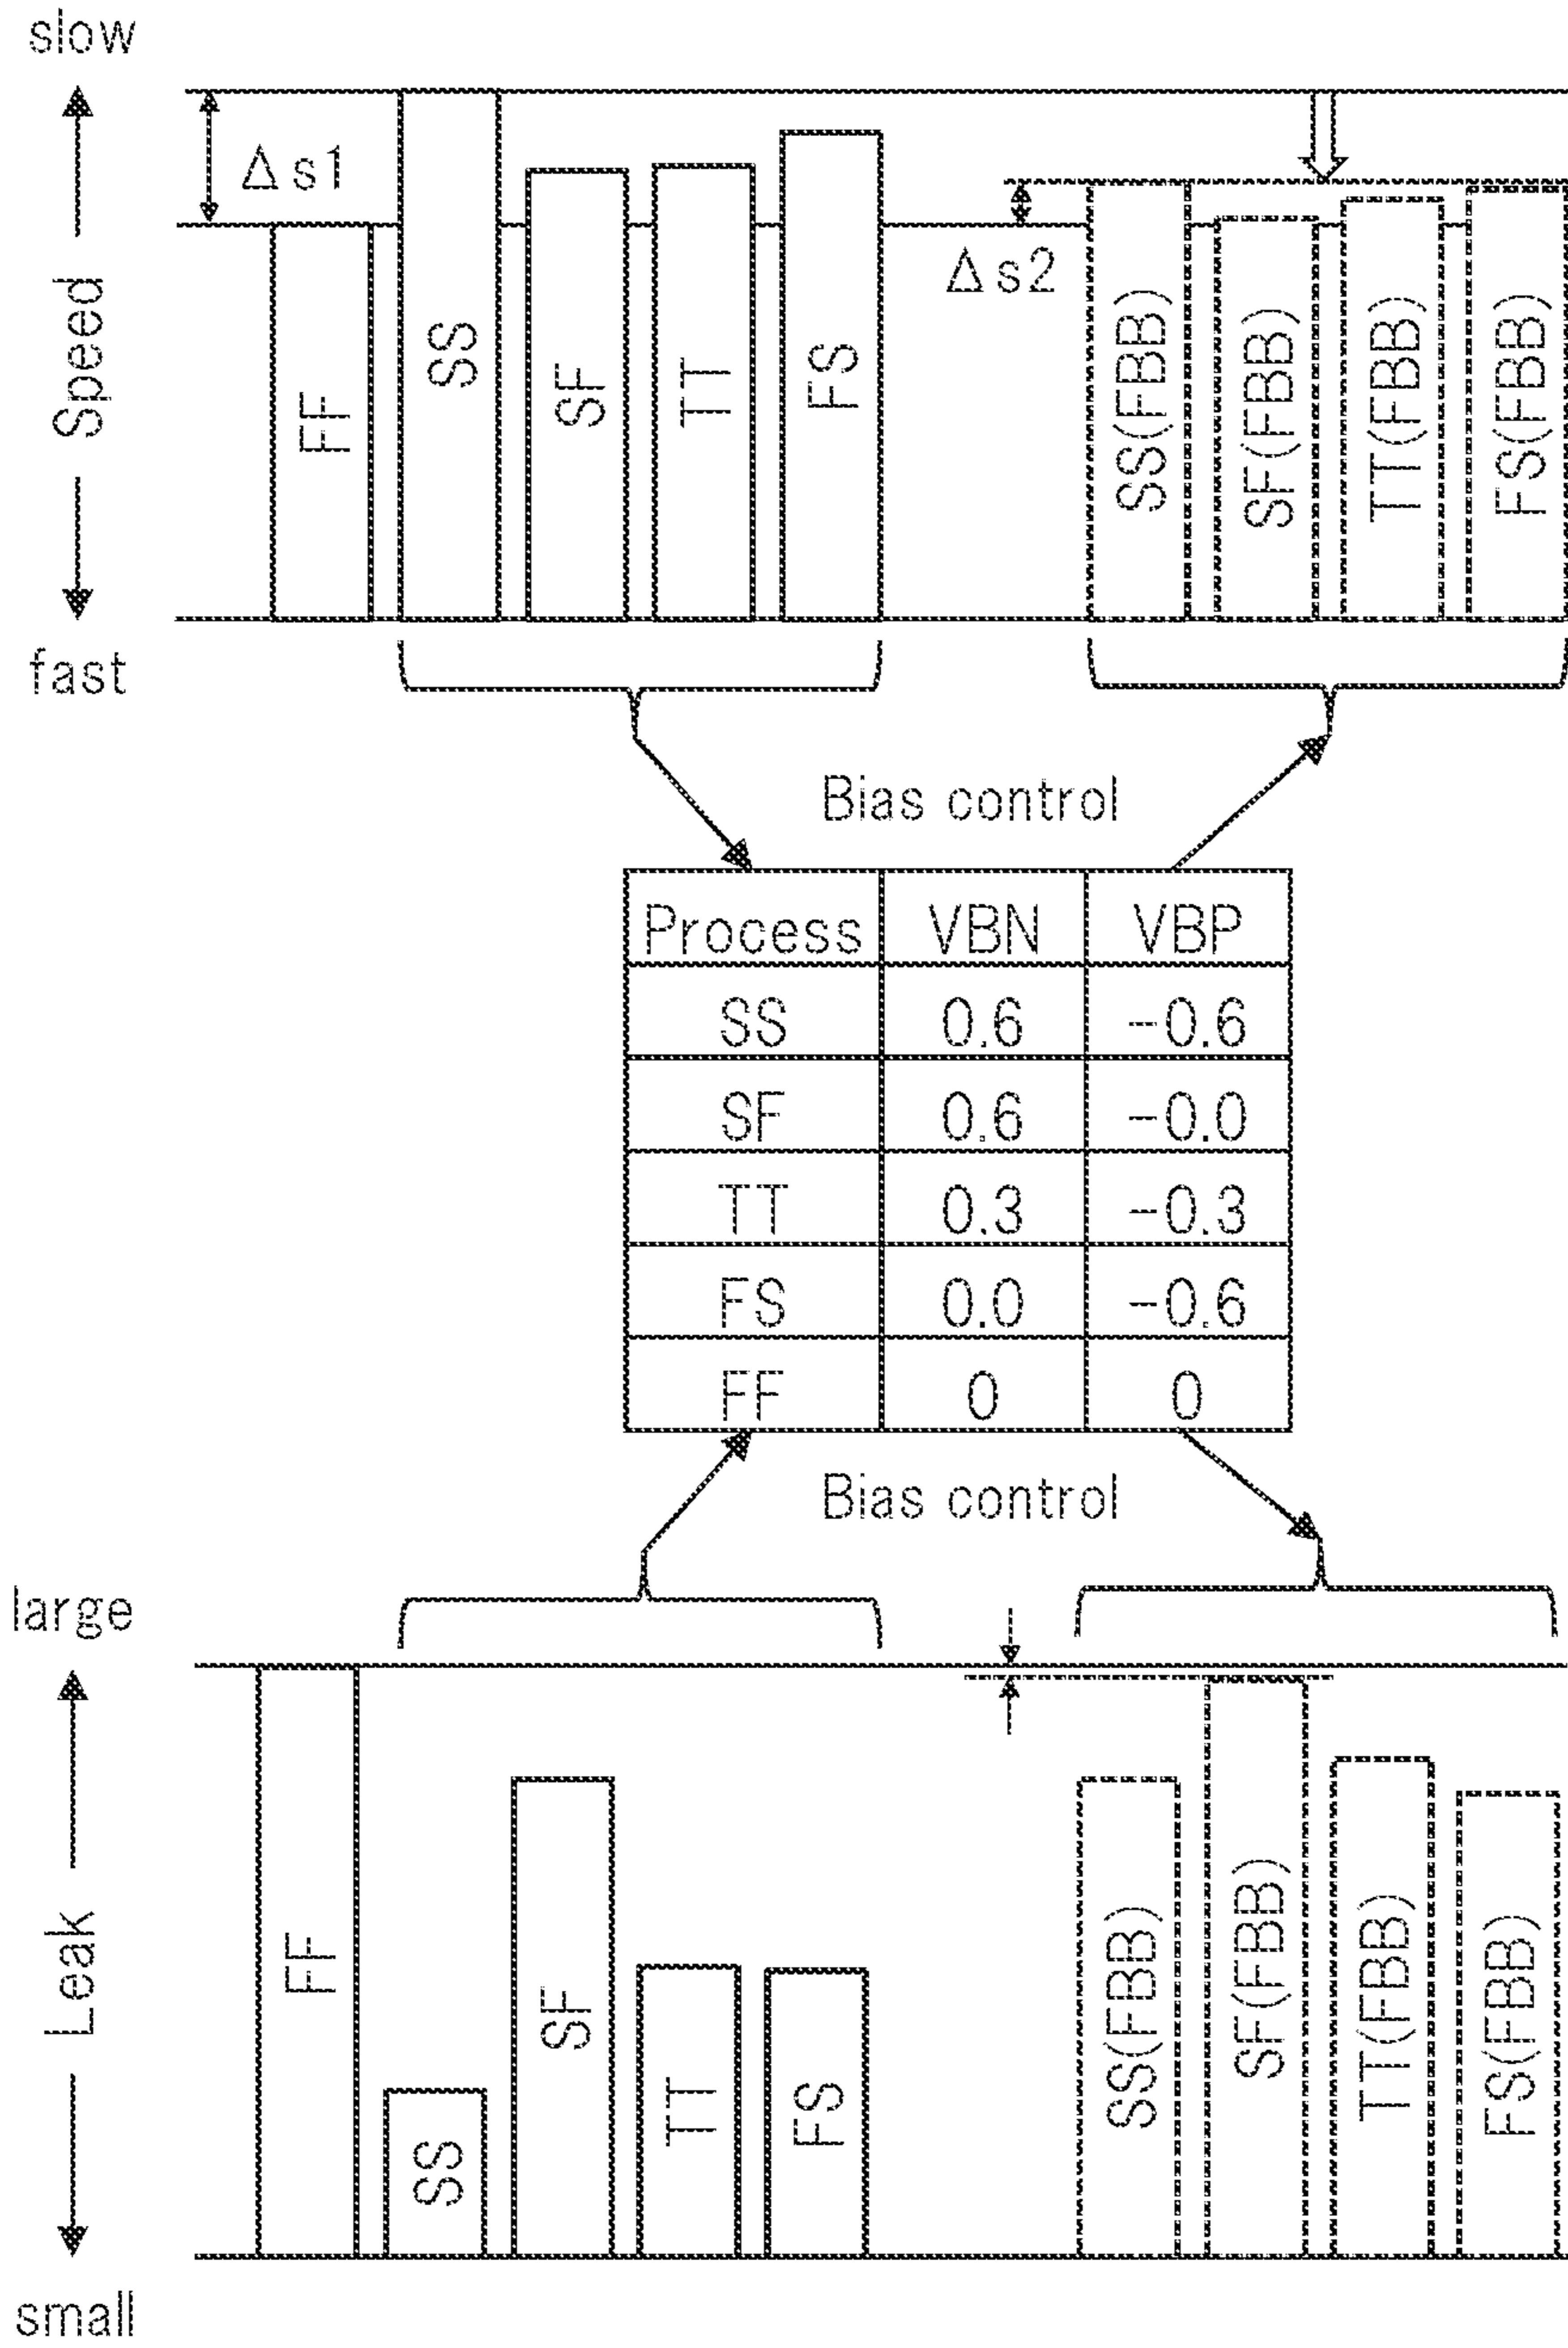 slow
Speed
fast
Δs1
FF
SS
SF
TT
FS
Δs2
SS(FBB)
SF(FBB)
TT(FBB)
FS(FBB)
Bias control
Process VBN VBP
SS 0.6 -0.6
SF 0.6 -0.0
TT 0.3 -0.3
FS 0.0 -0.6
FF 0 0
Bias control
large
Leak
small
FF
SS
SF
TT
FS
SS(FBB)
SF(FBB)
TT(FBB)
FS(FBB)